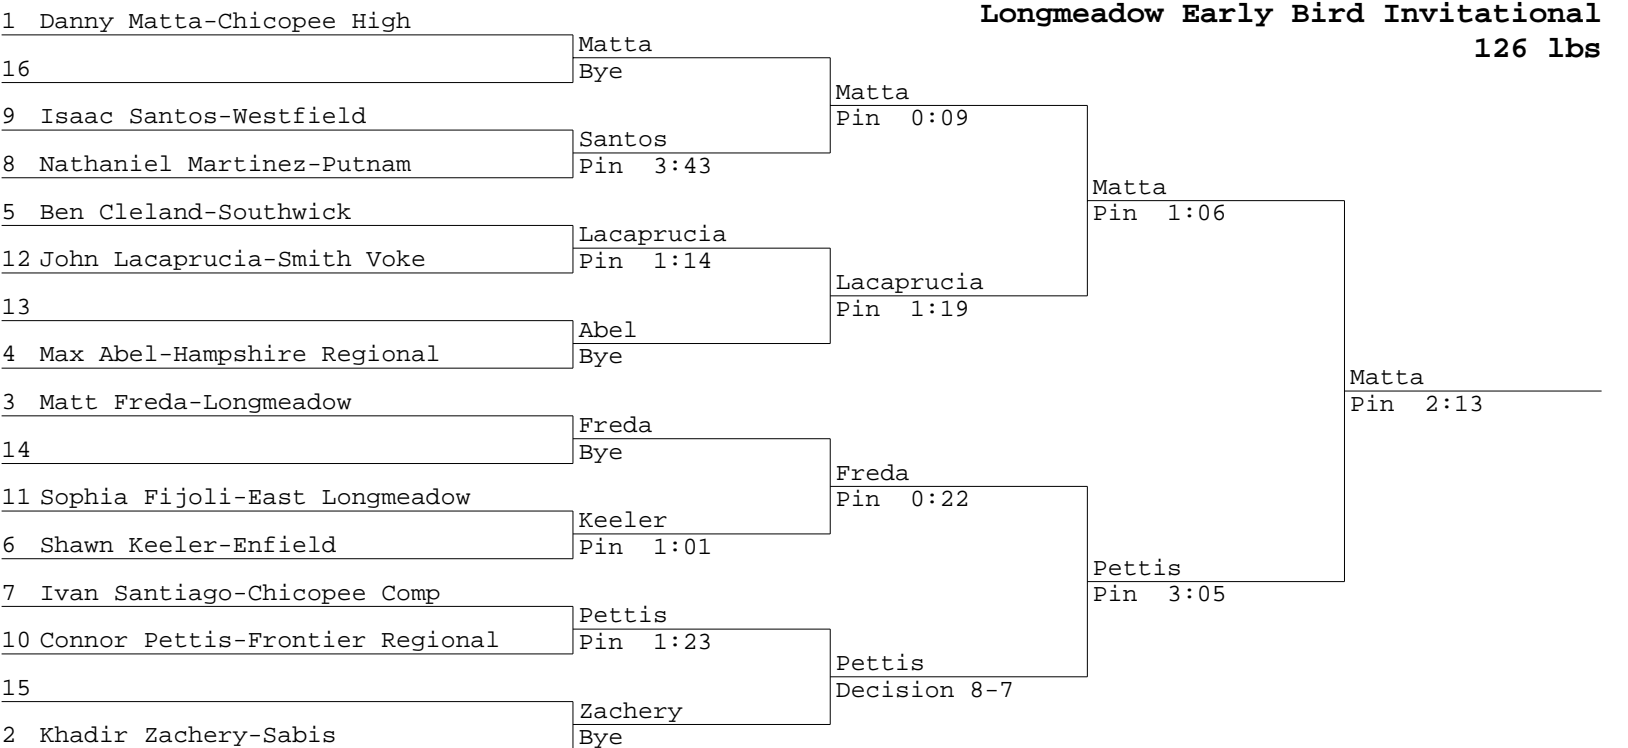 Longmeadow Early Bird Invitational
126 lbs
1 Danny Matta-Chicopee High
16
9 Isaac Santos-Westfield
8 Nathaniel Martinez-Putnam
5 Ben Cleland-Southwick
12 John Lacaprucia-Smith Voke
13
4 Max Abel-Hampshire Regional
3 Matt Freda-Longmeadow
14
11 Sophia Fijoli-East Longmeadow
6 Shawn Keeler-Enfield
7 Ivan Santiago-Chicopee Comp
10 Connor Pettis-Frontier Regional
15
2 Khadir Zachery-Sabis
Matta
Bye
Santos
Pin 3:43
Lacaprucia
Pin 1:14
Abel
Bye
Freda
Bye
Keeler
Pin 1:01
Pettis
Pin 1:23
Zachery
Bye
Matta
Pin 0:09
Lacaprucia
Pin 1:19
Freda
Pin 0:22
Pettis
Decision 8-7
Matta
Pin 1:06
Pettis
Pin 3:05
Matta
Pin 2:13